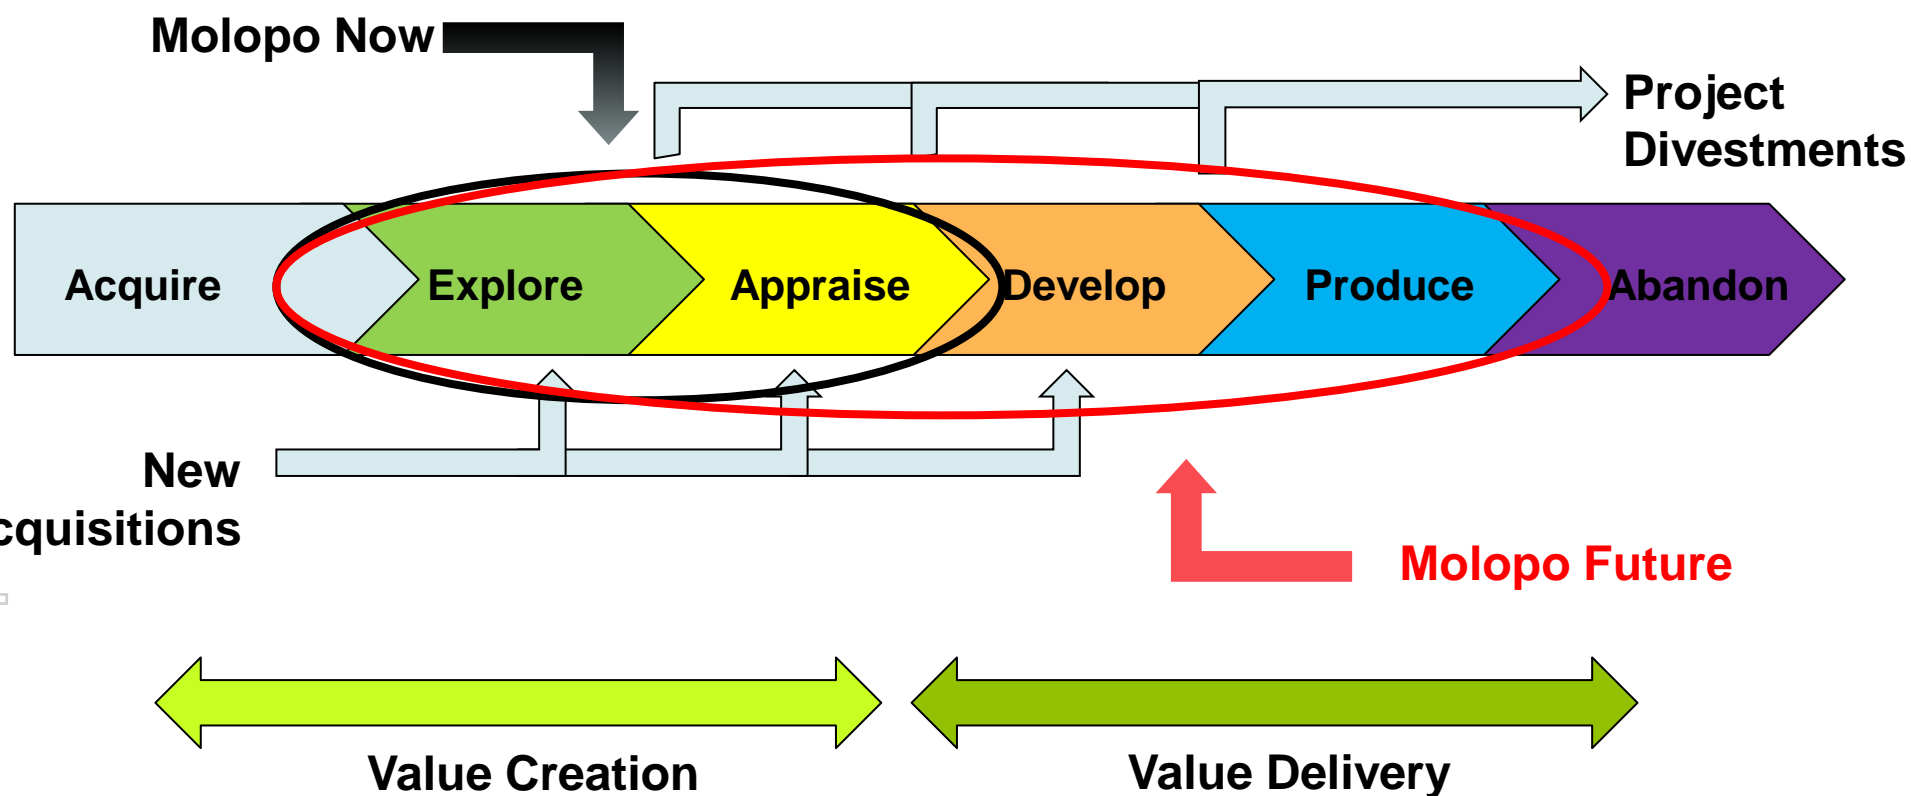 Molopo Now
Project
Divestments
Acquire
Explore
Appraise
Develop
Produce
Abandon
New
cquisitions
Molopo Future
Value Creation
Value Delivery